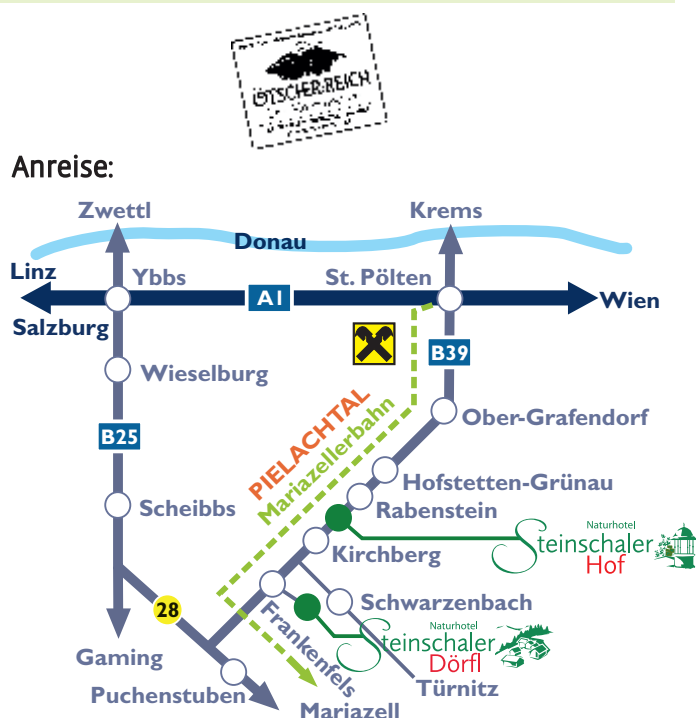 ÖTSCHER:REICH
Anreise:
Zwettl
Krems
Donau
Linz
Ybbs
St. Pölten
A1
Wien
Salzburg
B39
Wieselburg
Ober-Grafendorf
B25
PIELACHTAL
Mariazellerbahn
Hofstetten-Grünau
Scheibbs
Rabenstein
Naturhotel
Steinschaler
Hof
Kirchberg
28
Schwarzenbach
Frankenfels
Naturhotel
Steinschaler
Dörfl
Gaming
Türnitz
Puchenstuben
Mariazell